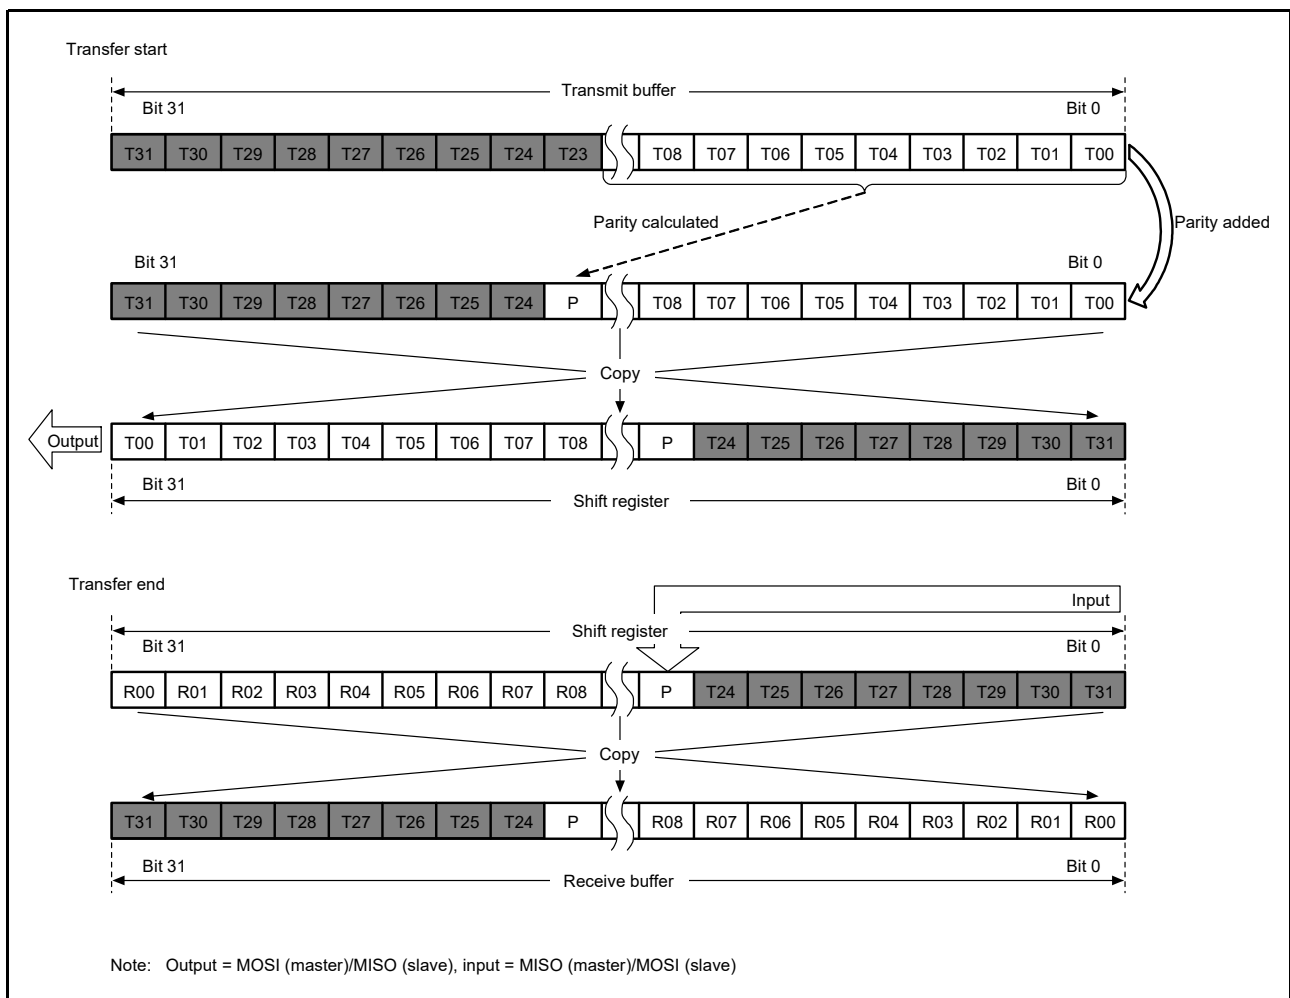 Transfer start
Transmit buffer
Bit 31 Bit 0
T31 T30 T29 T28 T27 T26 T25 T24 T23 T08 T07 T06 T05 T04 T03 T02 T01 T00
Parity calculated Parity added
Bit 31 Bit 0
T31 T30 T29 T28 T27 T26 T25 T24 P T08 T07 T06 T05 T04 T03 T02 T01 T00
Copy
Output T00 T01 T02 T03 T04 T05 T06 T07 T08 P T24 T25 T26 T27 T28 T29 T30 T31
Bit 31 Bit 0
Shift register
Transfer end
Input
Shift register
Bit 31 Bit 0
R00 R01 R02 R03 R04 R05 R06 R07 R08 P T24 T25 T26 T27 T28 T29 T30 T31
Copy
T31 T30 T29 T28 T27 T26 T25 T24 P R08 R07 R06 R05 R04 R03 R02 R01 R00
Bit 31 Bit 0
Receive buffer
Note: Output = MOSI (master)/MISO (slave), input = MISO (master)/MOSI (slave)